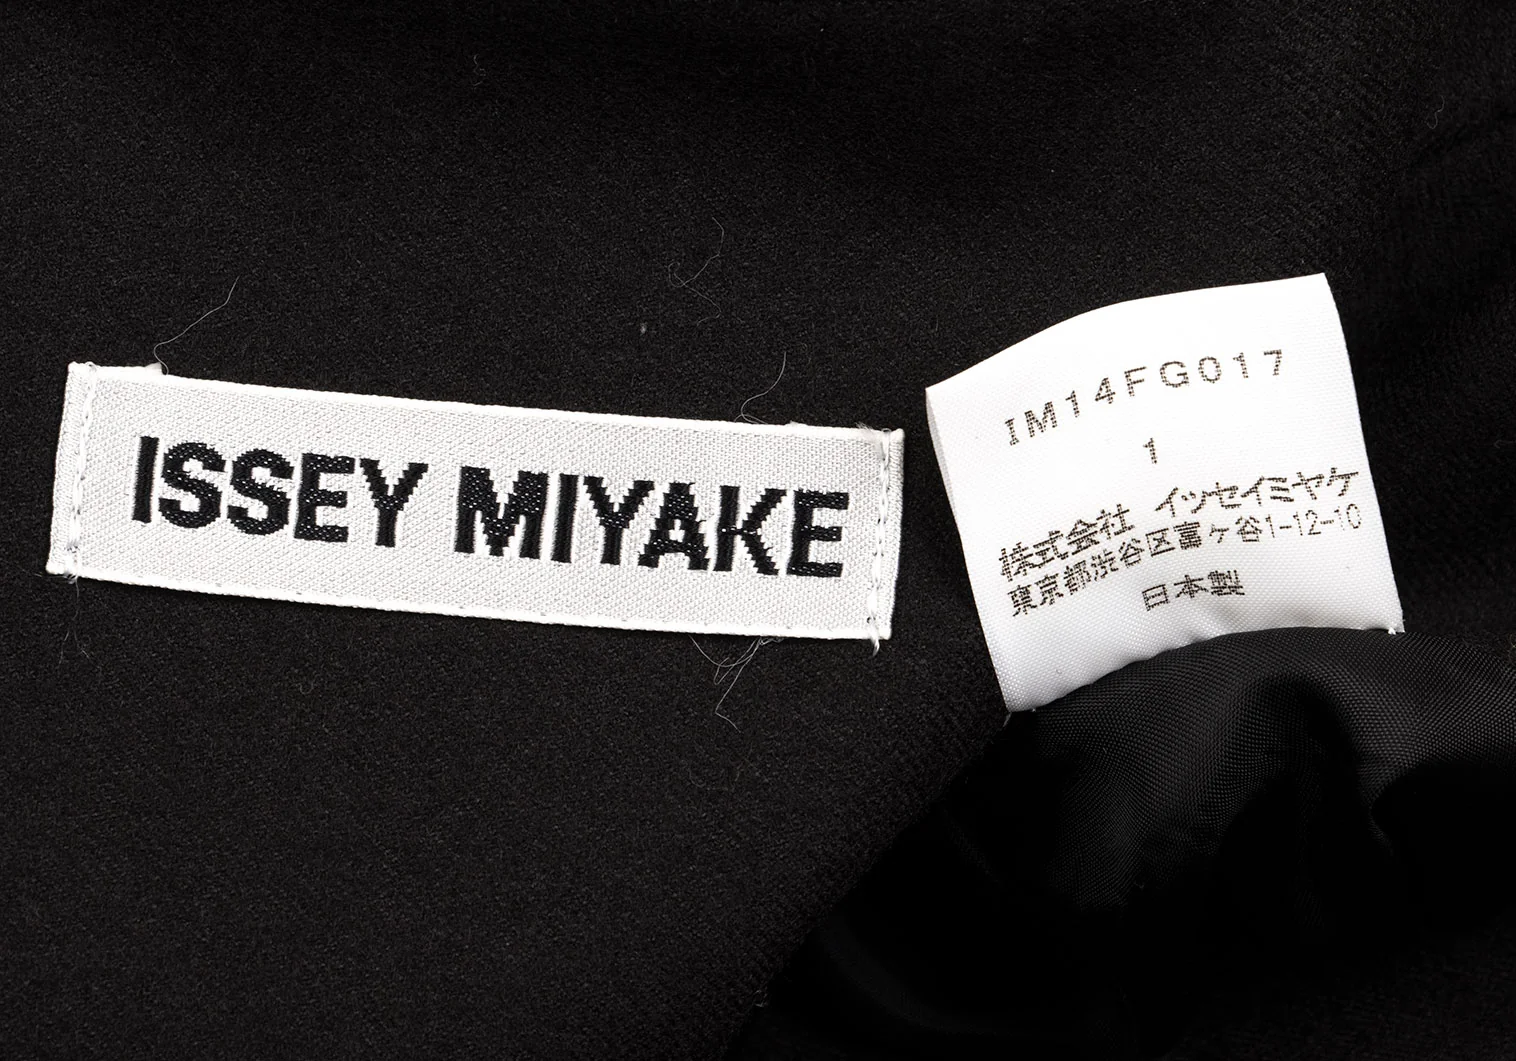 ISSEY MIYAKE
IM14FG017
1
株式会社 イッセイミヤケ
東京都渋谷区富ヶ谷1-12-10
日本製